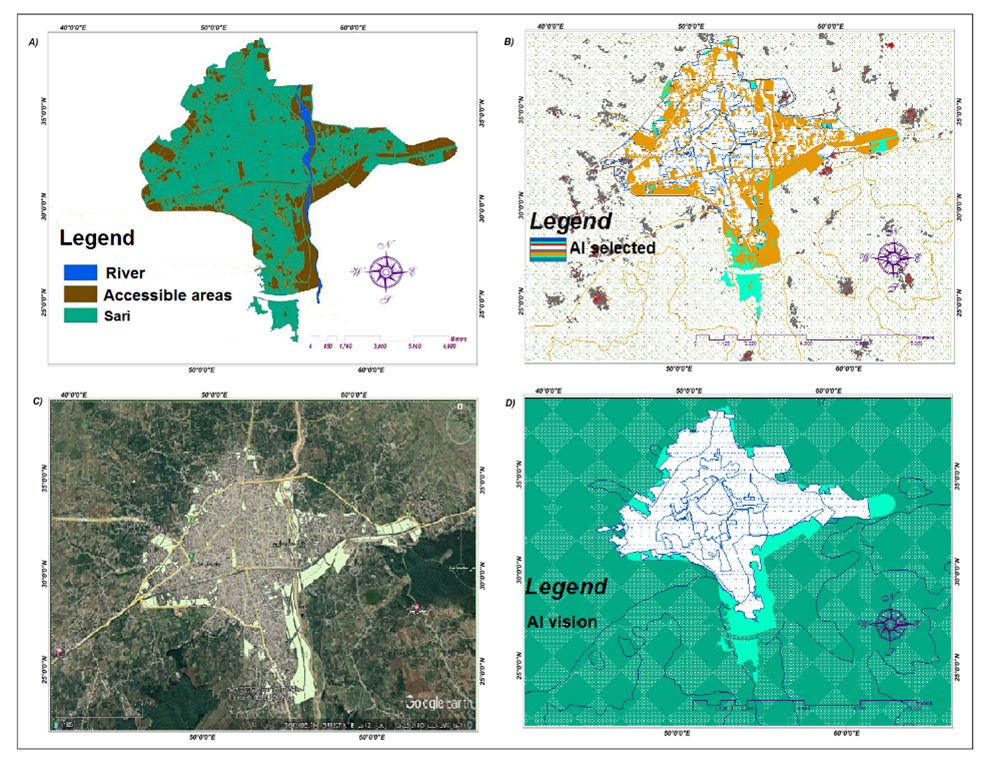 A)
40°0'0"E
50°0'0"E
60°0'0"E
35°0'0"N
30°0'0"N
25°0'0"N
Legend
River
Accessible areas
Sari
N
W
E
S
Meters
50°0'0"E
60°0'0"E
B)
40°0'0"E
50°0'0"E
60°0'0"E
35°0'0"N
30°0'0"N
25°0'0"N
Legend
AI selected
N
W
E
S
Meters
50°0'0"E
60°0'0"E
C)
40°0'0"E
50°0'0"E
60°0'0"E
35°0'0"N
30°0'0"N
25°0'0"N
Google Earth
50°0'0"E
60°0'0"E
D)
40°0'0"E
50°0'0"E
60°0'0"E
35°0'0"N
30°0'0"N
25°0'0"N
Legend
AI vision
N
W
E
S
50°0'0"E
60°0'0"E